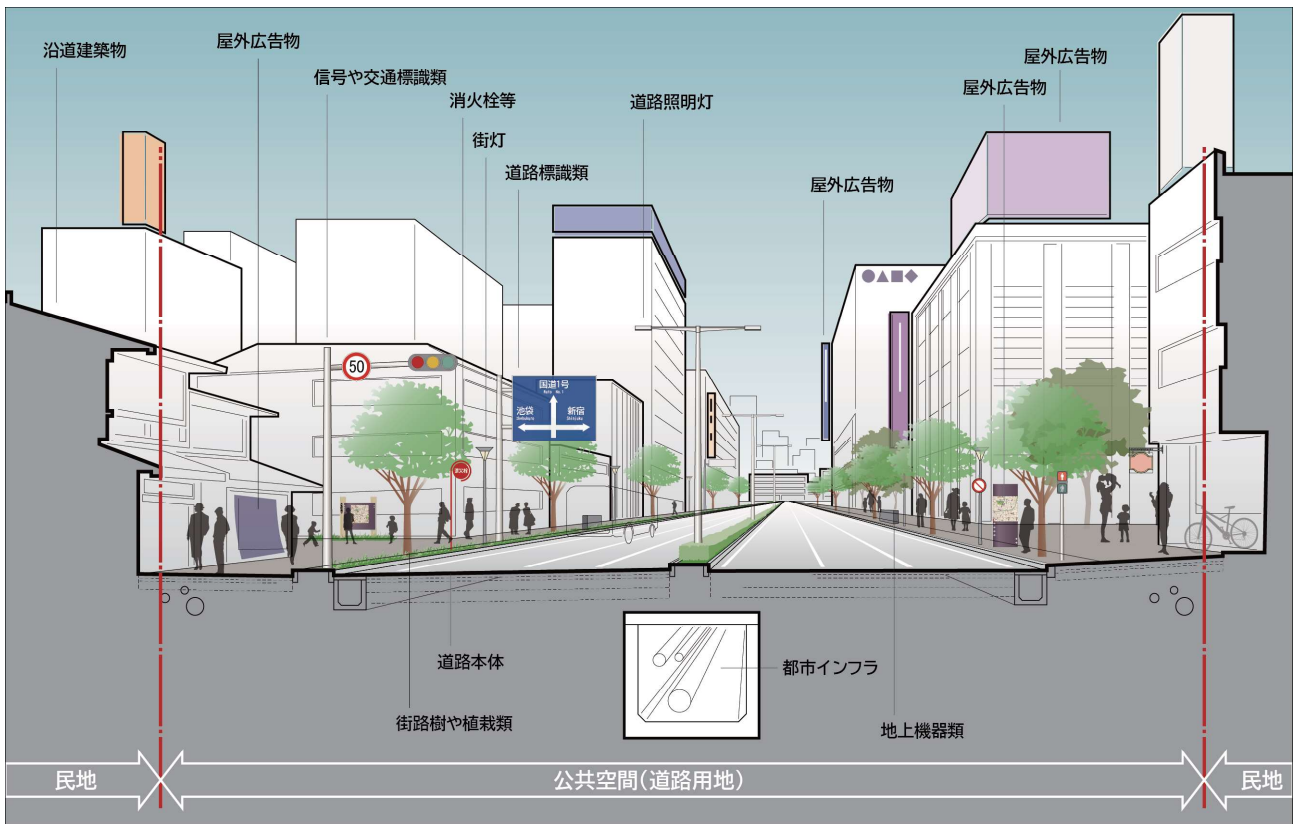 沿道建築物
屋外広告物
信号や交通標識類
消火栓等
街灯
道路標識類
道路照明灯
屋外広告物
屋外広告物
屋外広告物
50
国道1号
池袋
新宿
道路本体
街路樹や植栽類
都市インフラ
地上機器類
民地
公共空間(道路用地)
民地